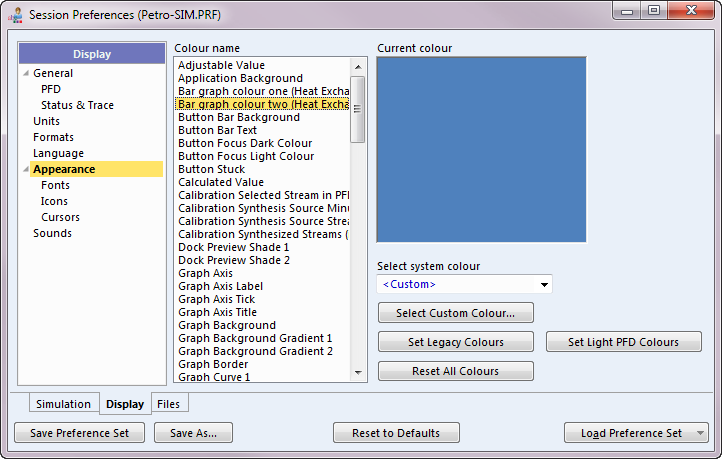 Session Preferences (Petro-SIM.PRF)
Display
General
PFD
Status & Trace
Units
Formats
Language
Appearance
Fonts
Icons
Cursors
Sounds
Colour name
Adjustable Value
Application Background
Bar graph colour one (Heat Excha
Bar graph colour two (Heat Excha
Button Bar Background
Button Bar Text
Button Focus Dark Colour
Button Focus Light Colour
Button Stuck
Calculated Value
Calibration Selected Stream in PFI
Calibration Synthesis Source Minu
Calibration Synthesis Source Strea
Calibration Synthesized Streams (
Dock Preview Shade 1
Dock Preview Shade 2
Graph Axis
Graph Axis Label
Graph Axis Tick
Graph Axis Title
Graph Background
Graph Background Gradient 1
Graph Background Gradient 2
Graph Border
Graph Curve 1
Current colour
Select system colour
<Custom>
Select Custom Colour...
Set Legacy Colours
Set Light PFD Colours
Reset All Colours
Simulation
Display
Files
Save Preference Set
Save As...
Reset to Defaults
Load Preference Set